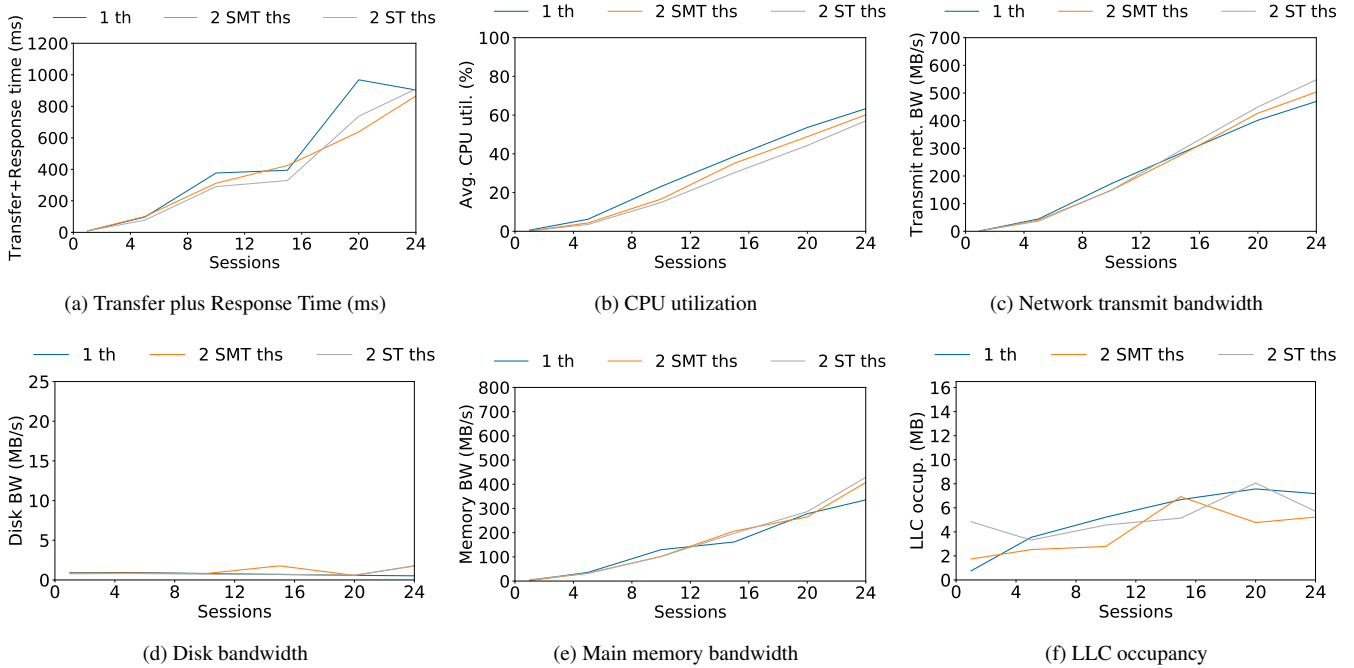 1 th 2 SMT ths 2 ST ths
Transfer+Response time (ms)
1200
1000
800
600
400
200
0
0 4 8 12 16 20 24
Sessions
(a) Transfer plus Response Time (ms)
1 th 2 SMT ths 2 ST ths
Avg. CPU util. (%)
100
80
60
40
20
0
0 4 8 12 16 20 24
Sessions
(b) CPU utilization
1 th 2 SMT ths 2 ST ths
Transmit net. BW (MB/s)
700
600
500
400
300
200
100
0
0 4 8 12 16 20 24
Sessions
(c) Network transmit bandwidth
1 th 2 SMT ths 2 ST ths
Disk BW (MB/s)
25
20
15
10
5
0
0 4 8 12 16 20 24
Sessions
(d) Disk bandwidth
1 th 2 SMT ths 2 ST ths
Memory BW (MB/s)
800
700
600
500
400
300
200
100
0
0 4 8 12 16 20 24
Sessions
(e) Main memory bandwidth
1 th 2 SMT ths 2 ST ths
LLC occup. (MB)
16
14
12
10
8
6
4
2
0
0 4 8 12 16 20 24
Sessions
(f) LLC occupancy